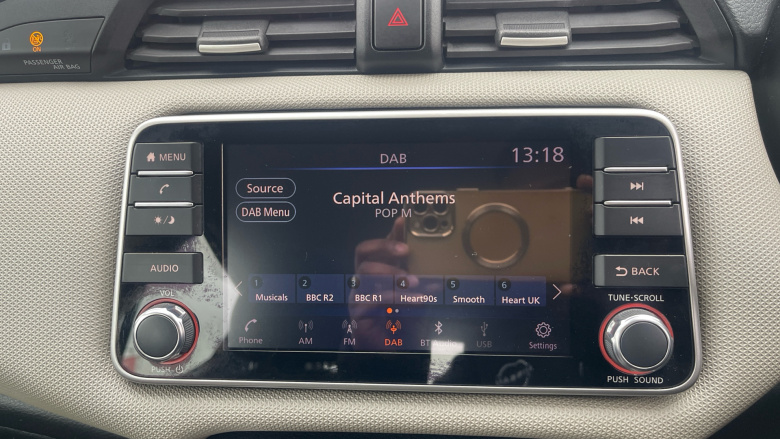 ON
PASSENGER
AIR BAG
MENU
DAB
13:18
Source
Capital Anthems
DAB Menu
POP M
AUDIO
BACK
1 2 3 4 5 6
Musicals BBC R2 BBC R1 Heart90s Smooth Heart UK
VOL
TUNE-SCROLL
Phone AM FM DAB USB Settings
PUSH
PUSH SOUND